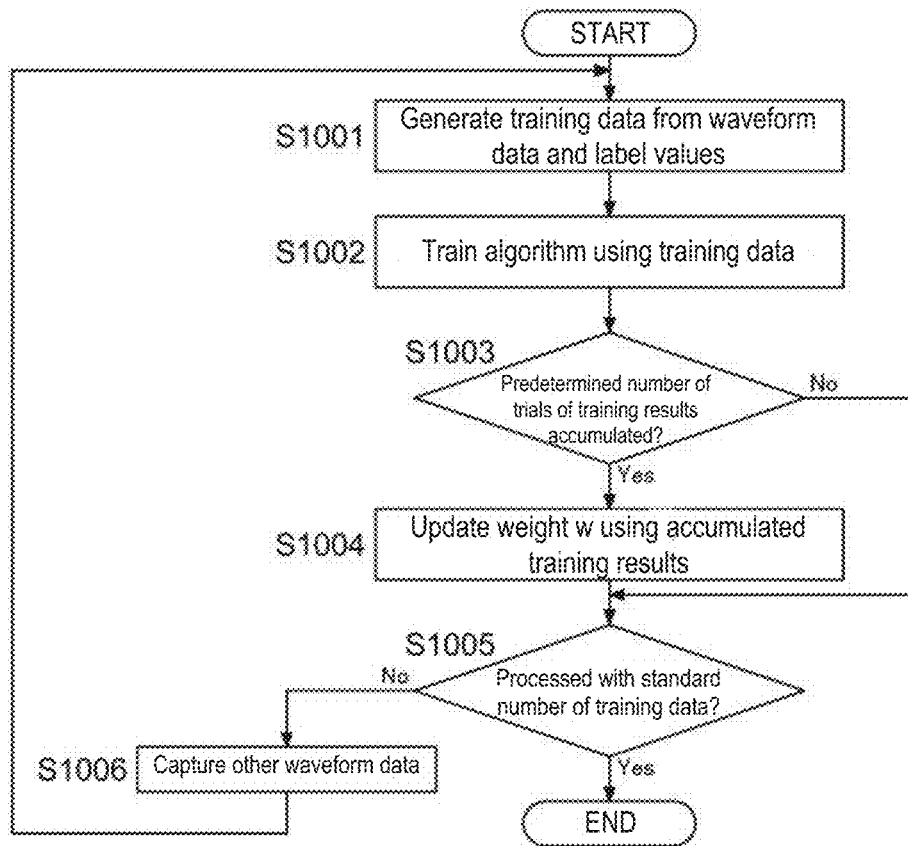 START
S1001
Generate training data from waveform
data and label values
S1002
Train algorithm using training data
S1003
Predetermined number of
trials of training results
accumulated?
No
Yes
S1004
Update weight w using accumulated
training results
S1005
No
Processed with standard
number of training data?
S1006
Capture other waveform data
Yes
END